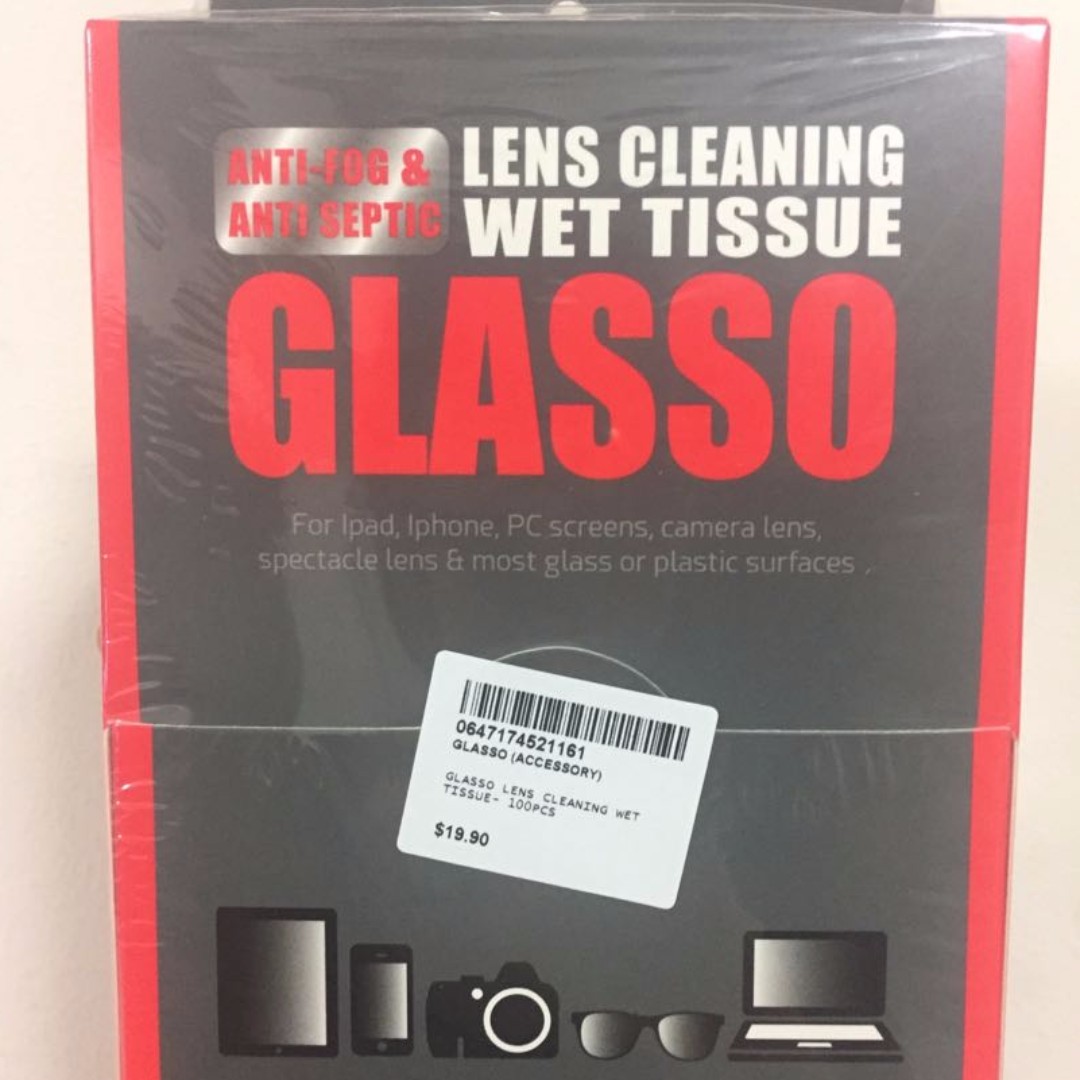 ANTI-FOG &
ANTI SEPTIC
LENS CLEANING
WET TISSUE
GLASSO
For Ipad, Iphone, PC screens, camera lens,
spectacle lens & most glass or plastic surfaces ,
0647174521161
GLASSO (ACCESSORY)
GLASSO LENS CLEANING WET
TISSUE- 100PCS
$19.90